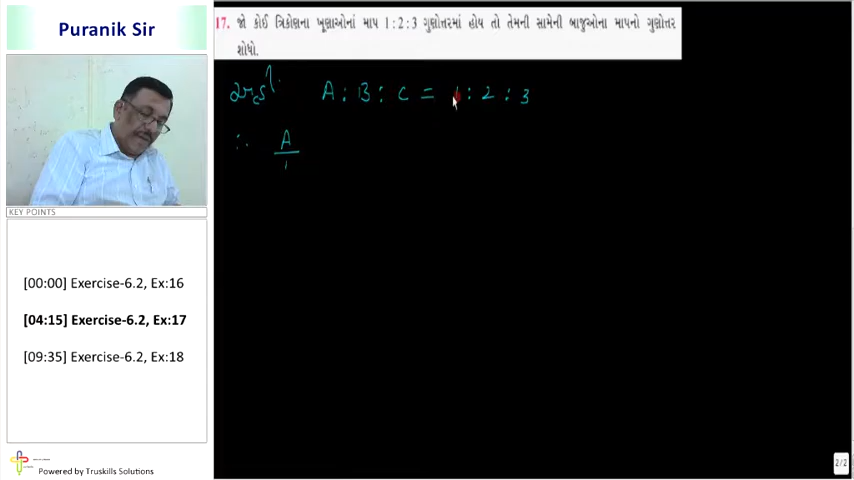 Puranik Sir
17. જો કોઈ ત્રિકોણના ખૂણાઓનાં માપ 1 : 2 : 3 ગુણોત્તરમાં હોય તો તેમની સામેની બાજુઓના માપનો ગુણોત્તર
શોધો.
A : B : C = 1 : 2 : 3
∴ A/1
KEY POINTS
[00:00] Exercise-6.2, Ex:16
[04:15] Exercise-6.2, Ex:17
[09:35] Exercise-6.2, Ex:18
Powered by Truskills Solutions
2/2